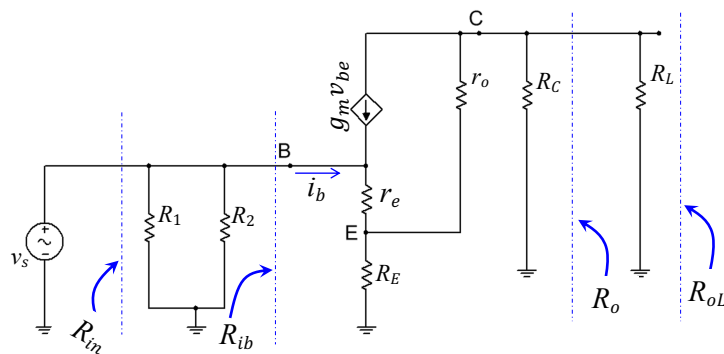 C
g_m v_be
r_o
R_C
R_L
B
i_b
r_e
R_1
R_2
E
v_s
+
~
-
R_E
R_in
R_ib
R_o
R_oL